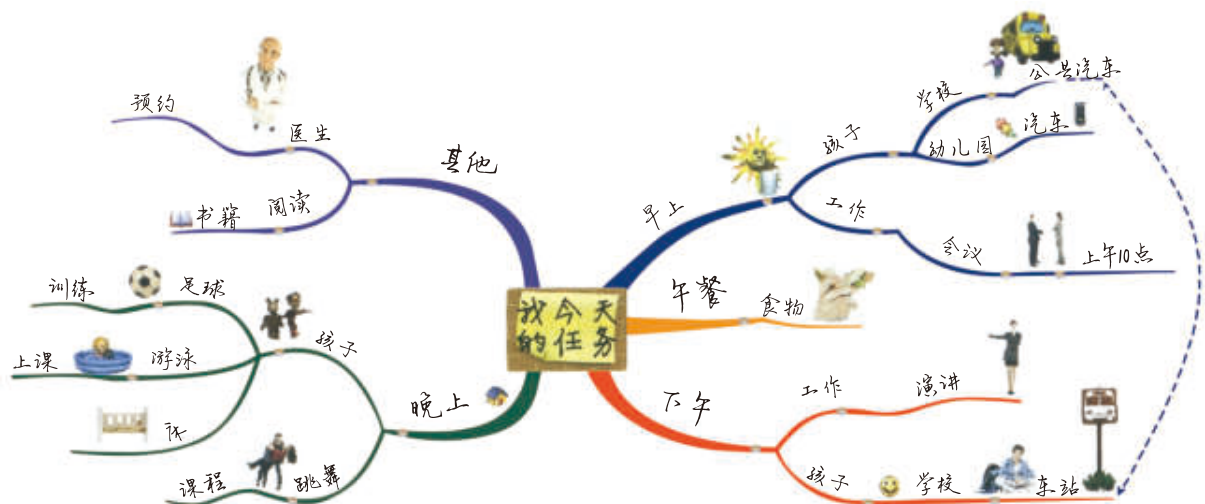 我今天
的任务
早上
孩子
学校
公共汽车
幼儿园
汽车
工作
会议
上午10点
午餐
食物
下午
工作
演讲
孩子
学校
车站
晚上
孩子
足球
训练
游泳
上课
床
跳舞
课程
其他
医生
预约
阅读
书籍